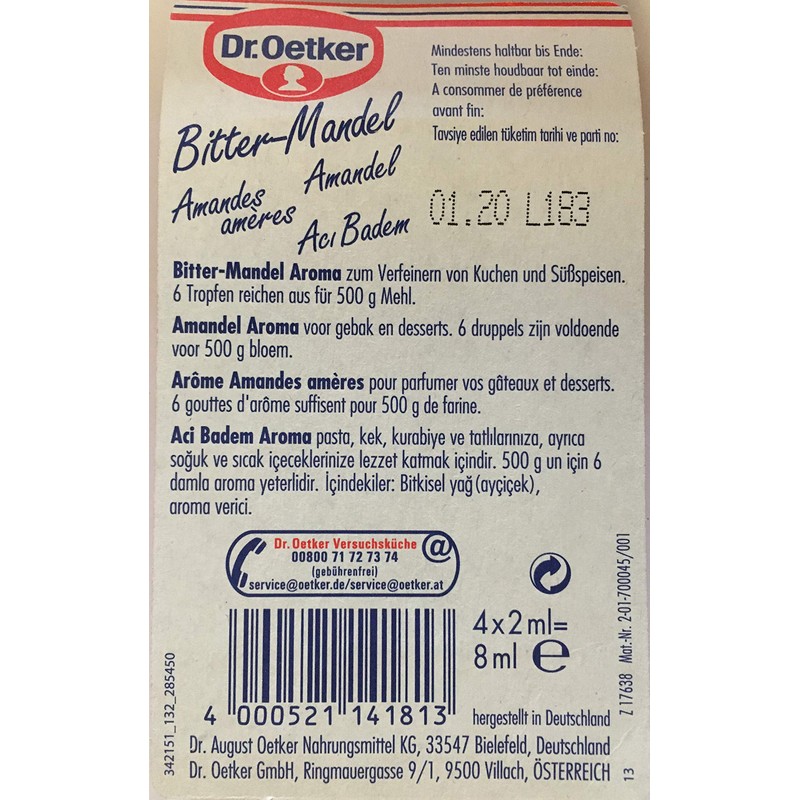 Dr.Oetker
Mindestens haltbar bis Ende:
Ten minste houdbaar tot einde:
A consommer de préférence
avant fin:
Tavsiye edilen tüketim tarihi ve parti no:
01.20 L183
Bitter-Mandel
Amandel
Amandes
amères
Acı Badem
Bitter-Mandel Aroma zum Verfeinern von Kuchen und Süßspeisen.
6 Tropfen reichen aus für 500 g Mehl.
Amandel Aroma voor gebak en desserts. 6 druppels zijn voldoende
voor 500 g bloem.
Arôme Amandes amères pour parfumer vos gâteaux et desserts.
6 gouttes d'arôme suffisent pour 500 g de farine.
Aci Badem Aroma pasta, kek, kurabiye ve tatlılarınıza, ayrıca
soğuk ve sıcak içeceklerinize lezzet katmak içindir. 500 g un için 6
damla aroma yeterlidir. İçindekiler: Bitkisel yağ (ayçiçek),
aroma verici.
Dr. Oetker Versuchsküche @
00800 71 72 73 74
(gebührenfrei)
service@oetker.de/service@oetker.at
4x2ml=
8ml e
4 000521 141813
hergestellt in Deutschland
Dr. August Oetker Nahrungsmittel KG, 33547 Bielefeld, Deutschland
Dr. Oetker GmbH, Ringmauergasse 9/1, 9500 Villach, ÖSTERREICH
342151_132_285450
Z 17638 Mat.-Nr. 2-01-700045/001
13